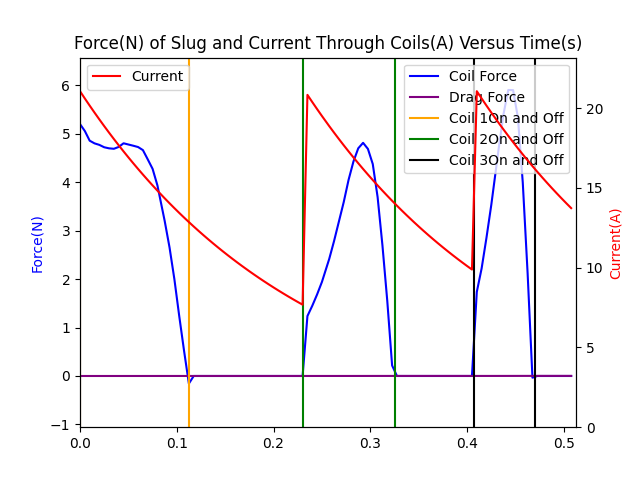 Force(N) of Slug and Current Through Coils(A) Versus Time(s)
Current
Coil Force
Drag Force
Coil 1On and Off
Coil 2On and Off
Coil 3On and Off
6
5
4
3
2
1
0
−1
Force(N)
20
15
10
5
0
Current(A)
0.0 0.1 0.2 0.3 0.4 0.5